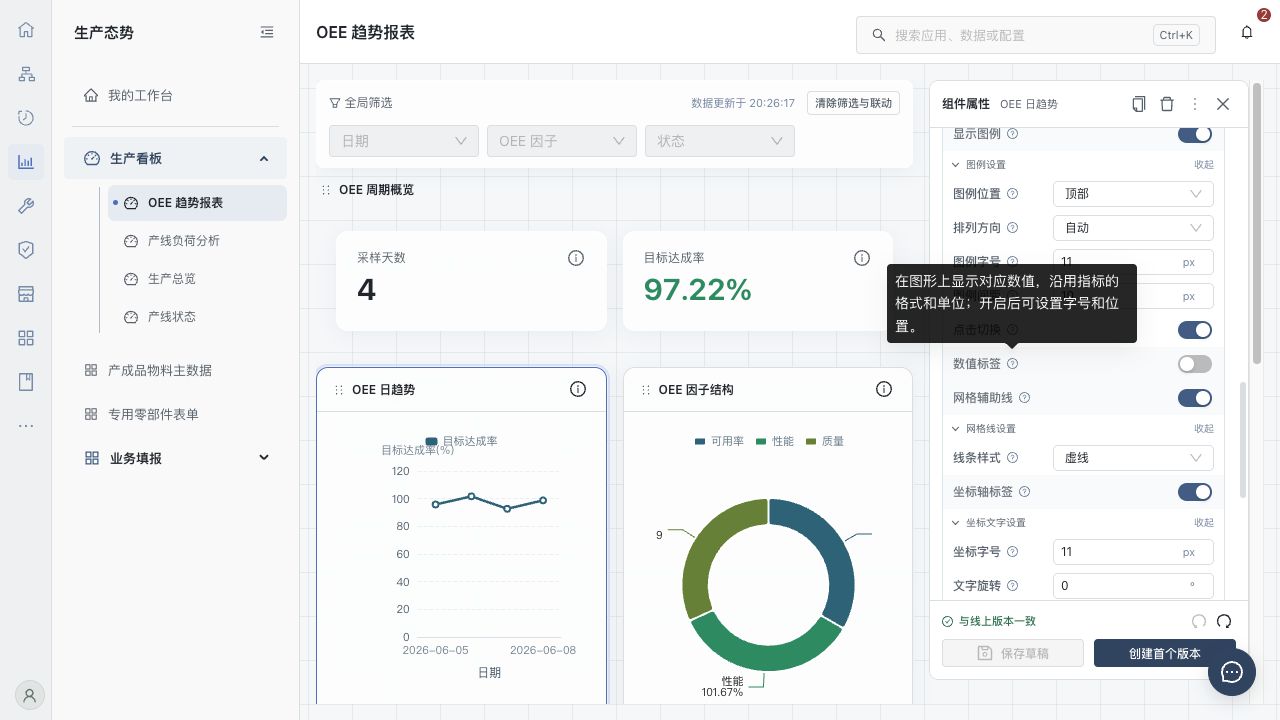 生产态势
我的工作台
生产看板
OEE 趋势报表
产线负荷分析
生产总览
产线状态
产成品物料主数据
专用零部件表单
业务填报
OEE 趋势报表
搜索应用、数据或配置
Ctrl+K
2
全局筛选
数据更新于 20:26:17
清除筛选与联动
日期
OEE 因子
状态
OEE 周期概览
采样天数
4
目标达成率
97.22%
OEE 日趋势
目标达成率
目标达成率(%)
120
100
80
60
40
20
0
2026-06-05
2026-06-08
日期
OEE 因子结构
可用率
性能
质量
9
性能
101.67%
组件属性
OEE 日趋势
显示图例
图例设置
收起
图例位置
顶部
排列方向
自动
图例字号
11
px
在图形上显示对应数值，沿用指标的
格式和单位；开启后可设置字号和位
置。
px
点击切换
数值标签
网格辅助线
网格线设置
收起
线条样式
虚线
坐标轴标签
坐标文字设置
收起
坐标字号
11
px
文字旋转
0
°
与线上版本一致
保存草稿
创建首个版本